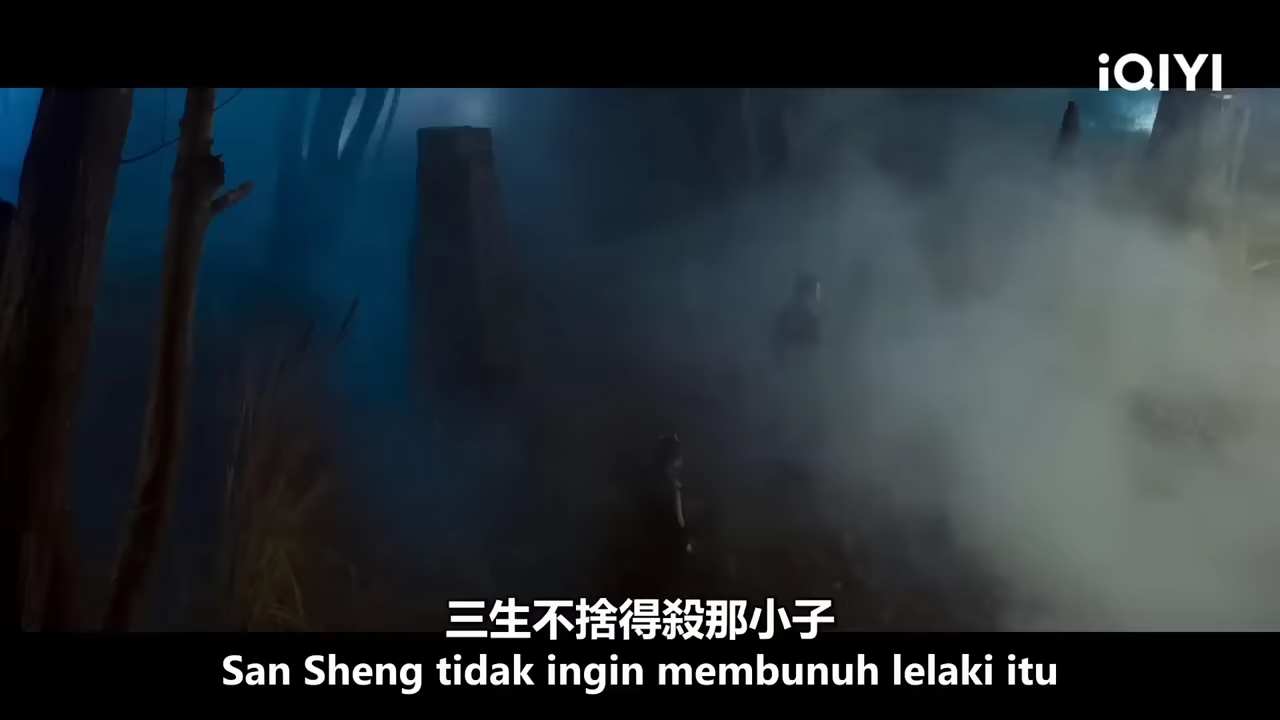 iQIYI
三生不捨得殺那小子
San Sheng tidak ingin membunuh lelaki itu